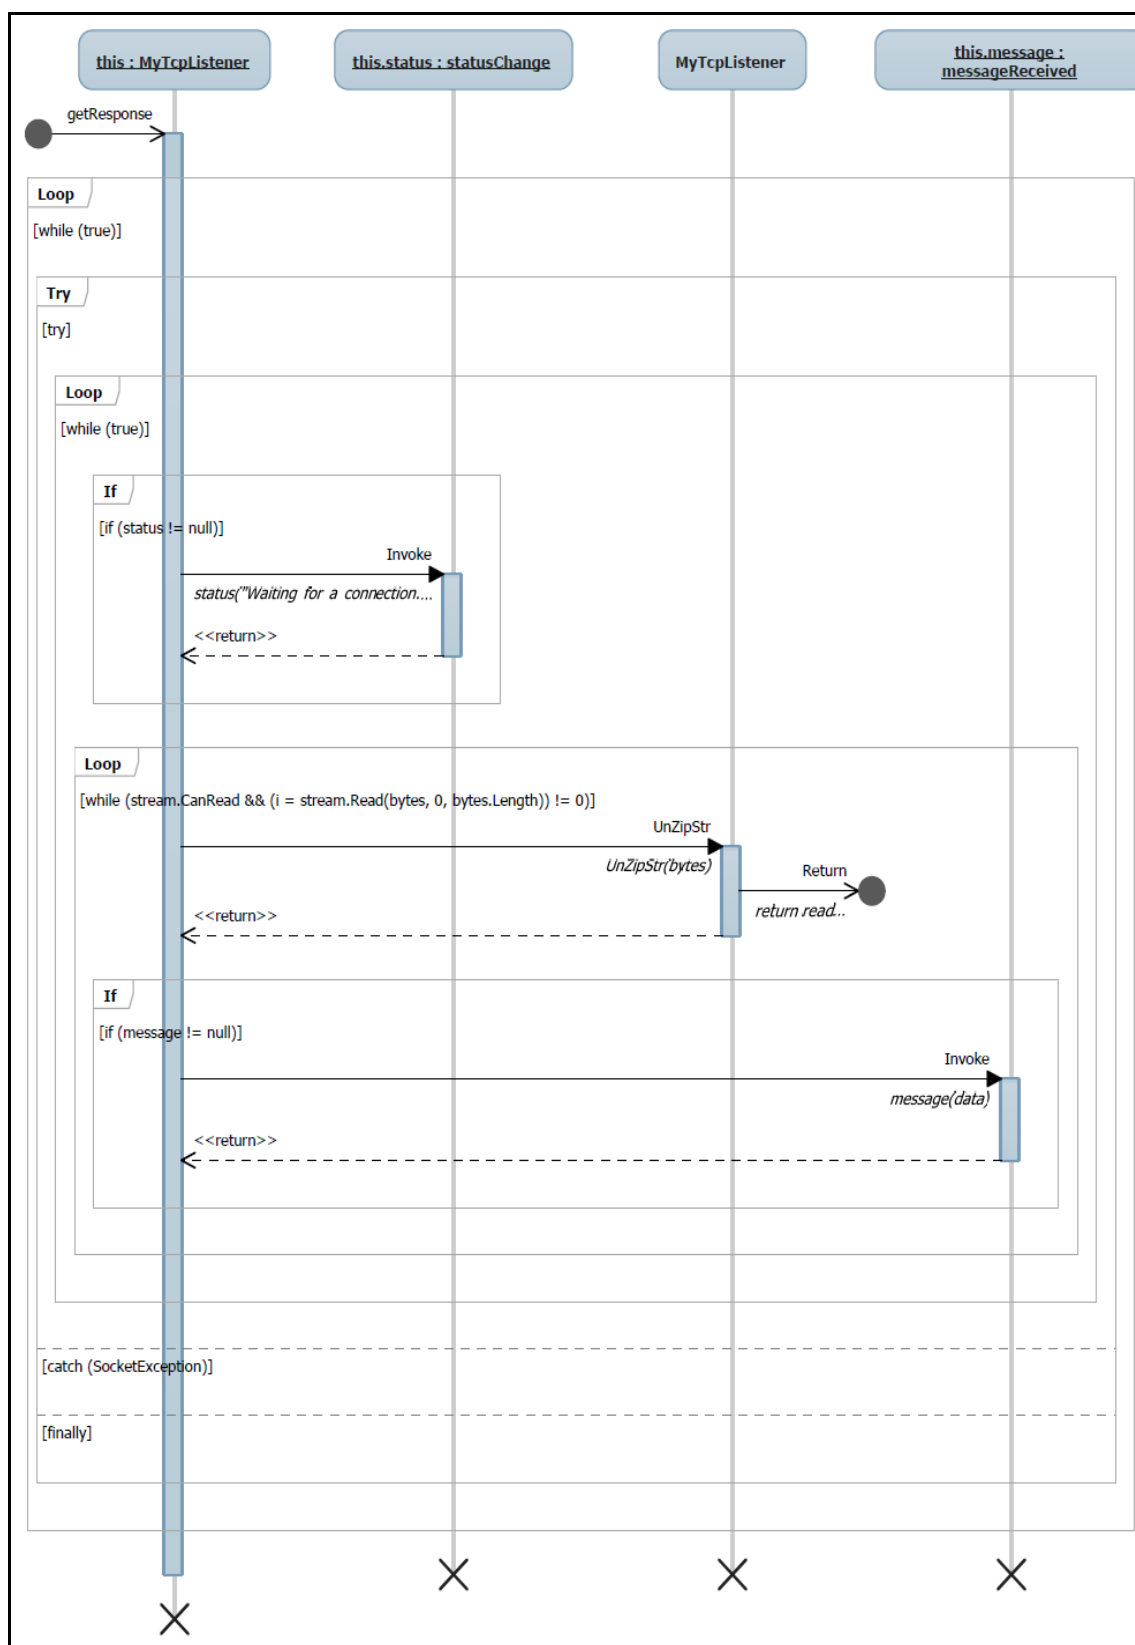 this : MyTcpListener
this.status : statusChange
MyTcpListener
this.message :
messageReceived
getResponse
Loop
[while (true)]
Try
[try]
Loop
[while (true)]
If
[if (status != null)]
Invoke
status("Waiting for a connection....
<<return>>
Loop
[while (stream.CanRead && (i = stream.Read(bytes, 0, bytes.Length)) != 0)]
UnZipStr
UnZipStr(bytes)
Return
return read...
<<return>>
If
[if (message != null)]
Invoke
message(data)
<<return>>
[catch (SocketException)]
[finally]